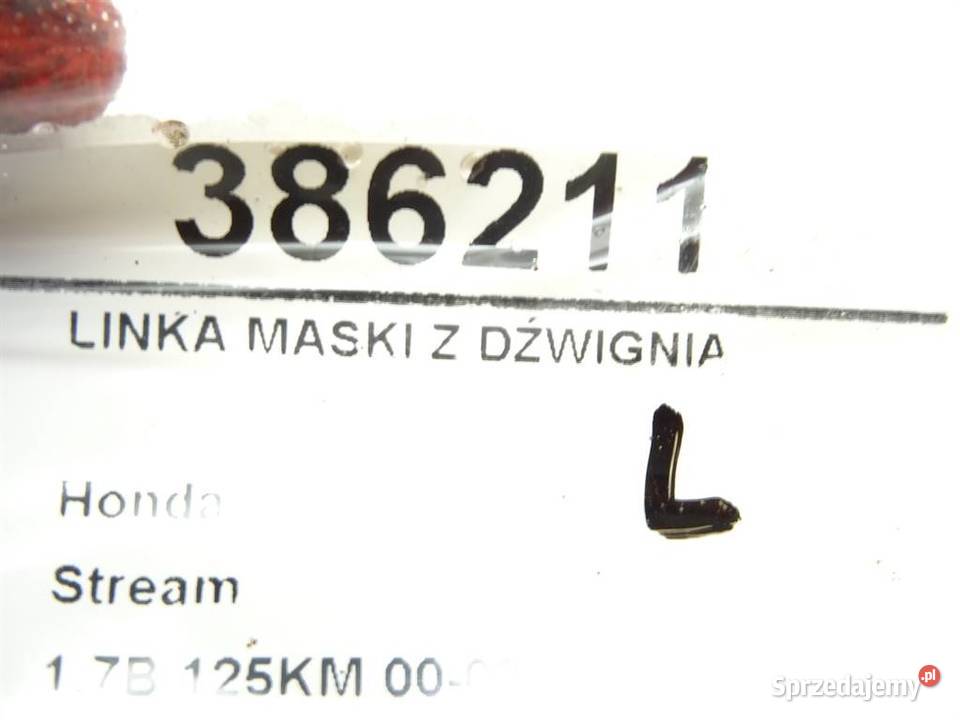 386211
LINKA MASKI Z DŹWIGNIA
L
Honda
Stream
1.7B 125KM
Sprzedajemy.pl